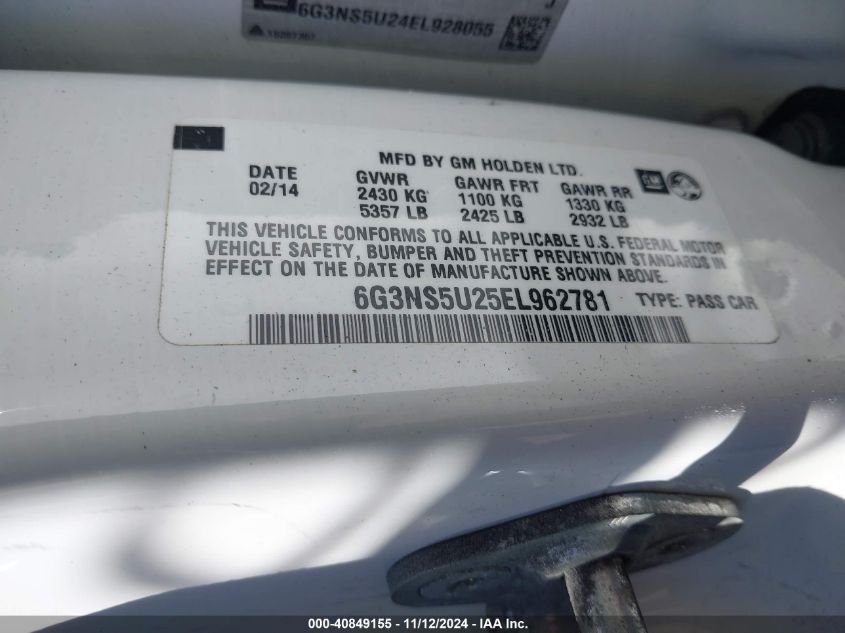 6G3NS5U24EL928055
MFD BY GM HOLDEN LTD.
DATE GVWR GAWR FRT GAWR RR GM
02/14 2430 KG 1100 KG 1330 KG
5357 LB 2425 LB 2932 LB
THIS VEHICLE CONFORMS TO ALL APPLICABLE U.S. FEDERAL MOTOR
VEHICLE SAFETY, BUMPER AND THEFT PREVENTION STANDARDS IN
EFFECT ON THE DATE OF MANUFACTURE SHOWN ABOVE.
6G3NS5U25EL962781 TYPE: PASS CAR
000-40849155 - 11/12/2024 - IAA Inc.